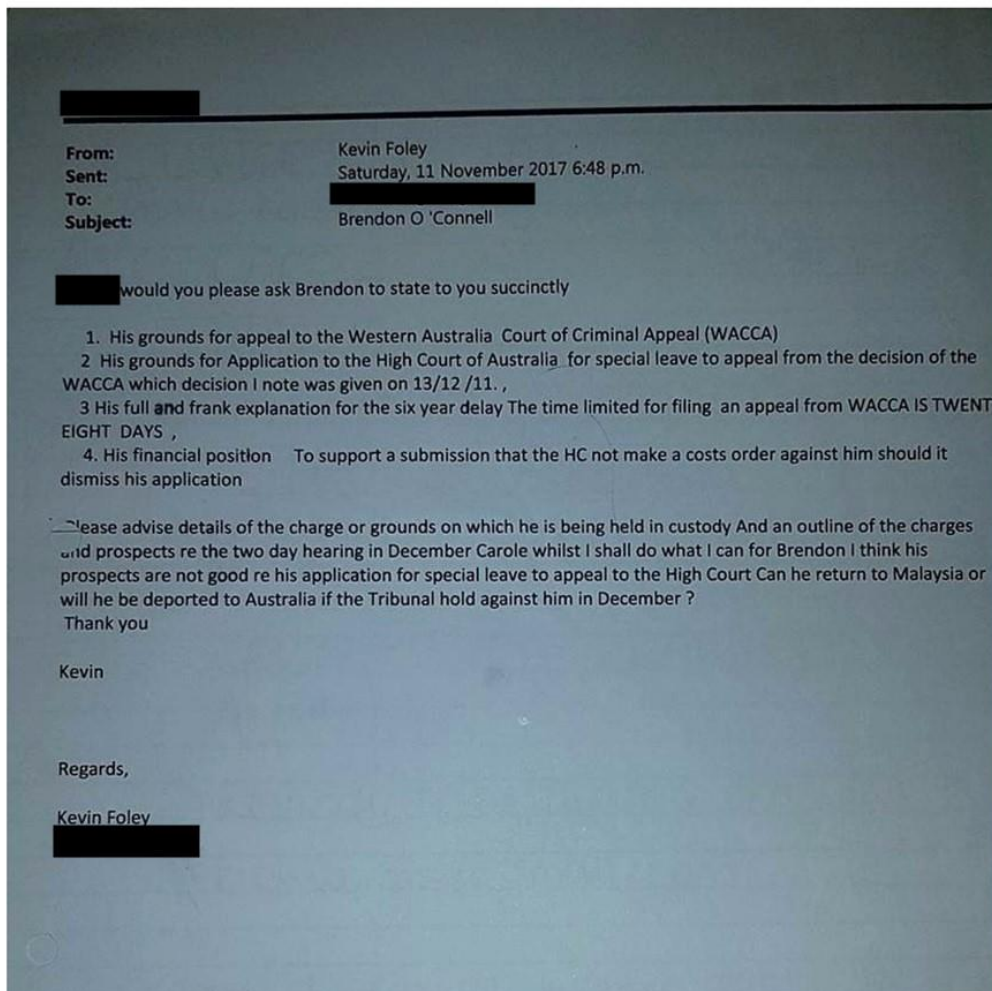 From: Kevin Foley
Sent: Saturday, 11 November 2017 6:48 p.m.
To:
Subject: Brendon O 'Connell
would you please ask Brendon to state to you succinctly
1. His grounds for appeal to the Western Australia Court of Criminal Appeal (WACCA)
2 His grounds for Application to the High Court of Australia for special leave to appeal from the decision of the
WACCA which decision I note was given on 13/12 /11. ,
3 His full and frank explanation for the six year delay The time limited for filing an appeal from WACCA IS TWENT
EIGHT DAYS ,
4. His financial position To support a submission that the HC not make a costs order against him should it
dismiss his application
Please advise details of the charge or grounds on which he is being held in custody And an outline of the charges
and prospects re the two day hearing in December Carole whilst I shall do what I can for Brendon I think his
prospects are not good re his application for special leave to appeal to the High Court Can he return to Malaysia or
will he be deported to Australia if the Tribunal hold against him in December ?
Thank you
Kevin
Regards,
Kevin Foley